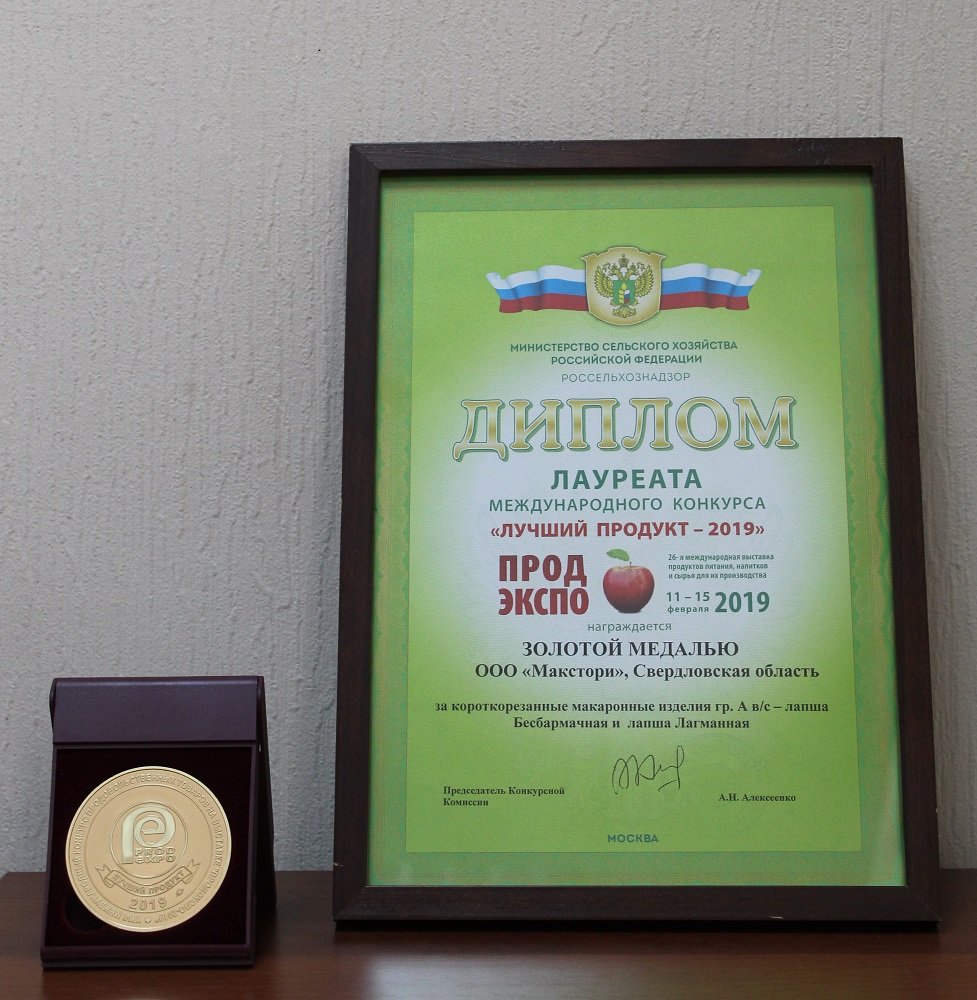 МИНИСТЕРСТВО СЕЛЬСКОГО ХОЗЯЙСТВА
РОССИЙСКОЙ ФЕДЕРАЦИИ
РОССЕЛЬХОЗНАДЗОР
ДИПЛОМ
ЛАУРЕАТА
МЕЖДУНАРОДНОГО КОНКУРСА
«ЛУЧШИЙ ПРОДУКТ – 2019»
ПРОД
ЭКСПО
26-я международная выставка
продуктов питания, напитков
и сырья для их производства
11 – 15
февраля
2019
награждается
ЗОЛОТОЙ МЕДАЛЬЮ
ООО «Макстори», Свердловская область
за короткорезанные макаронные изделия гр. А в/с – лапша
Бесбармачная и лапша Лагманная
Председатель Конкурсной
Комиссии
А.Н. Алексеенко
МОСКВА
PROD
EXPO
ЛУЧШИЙ ПРОДУКТ
2019